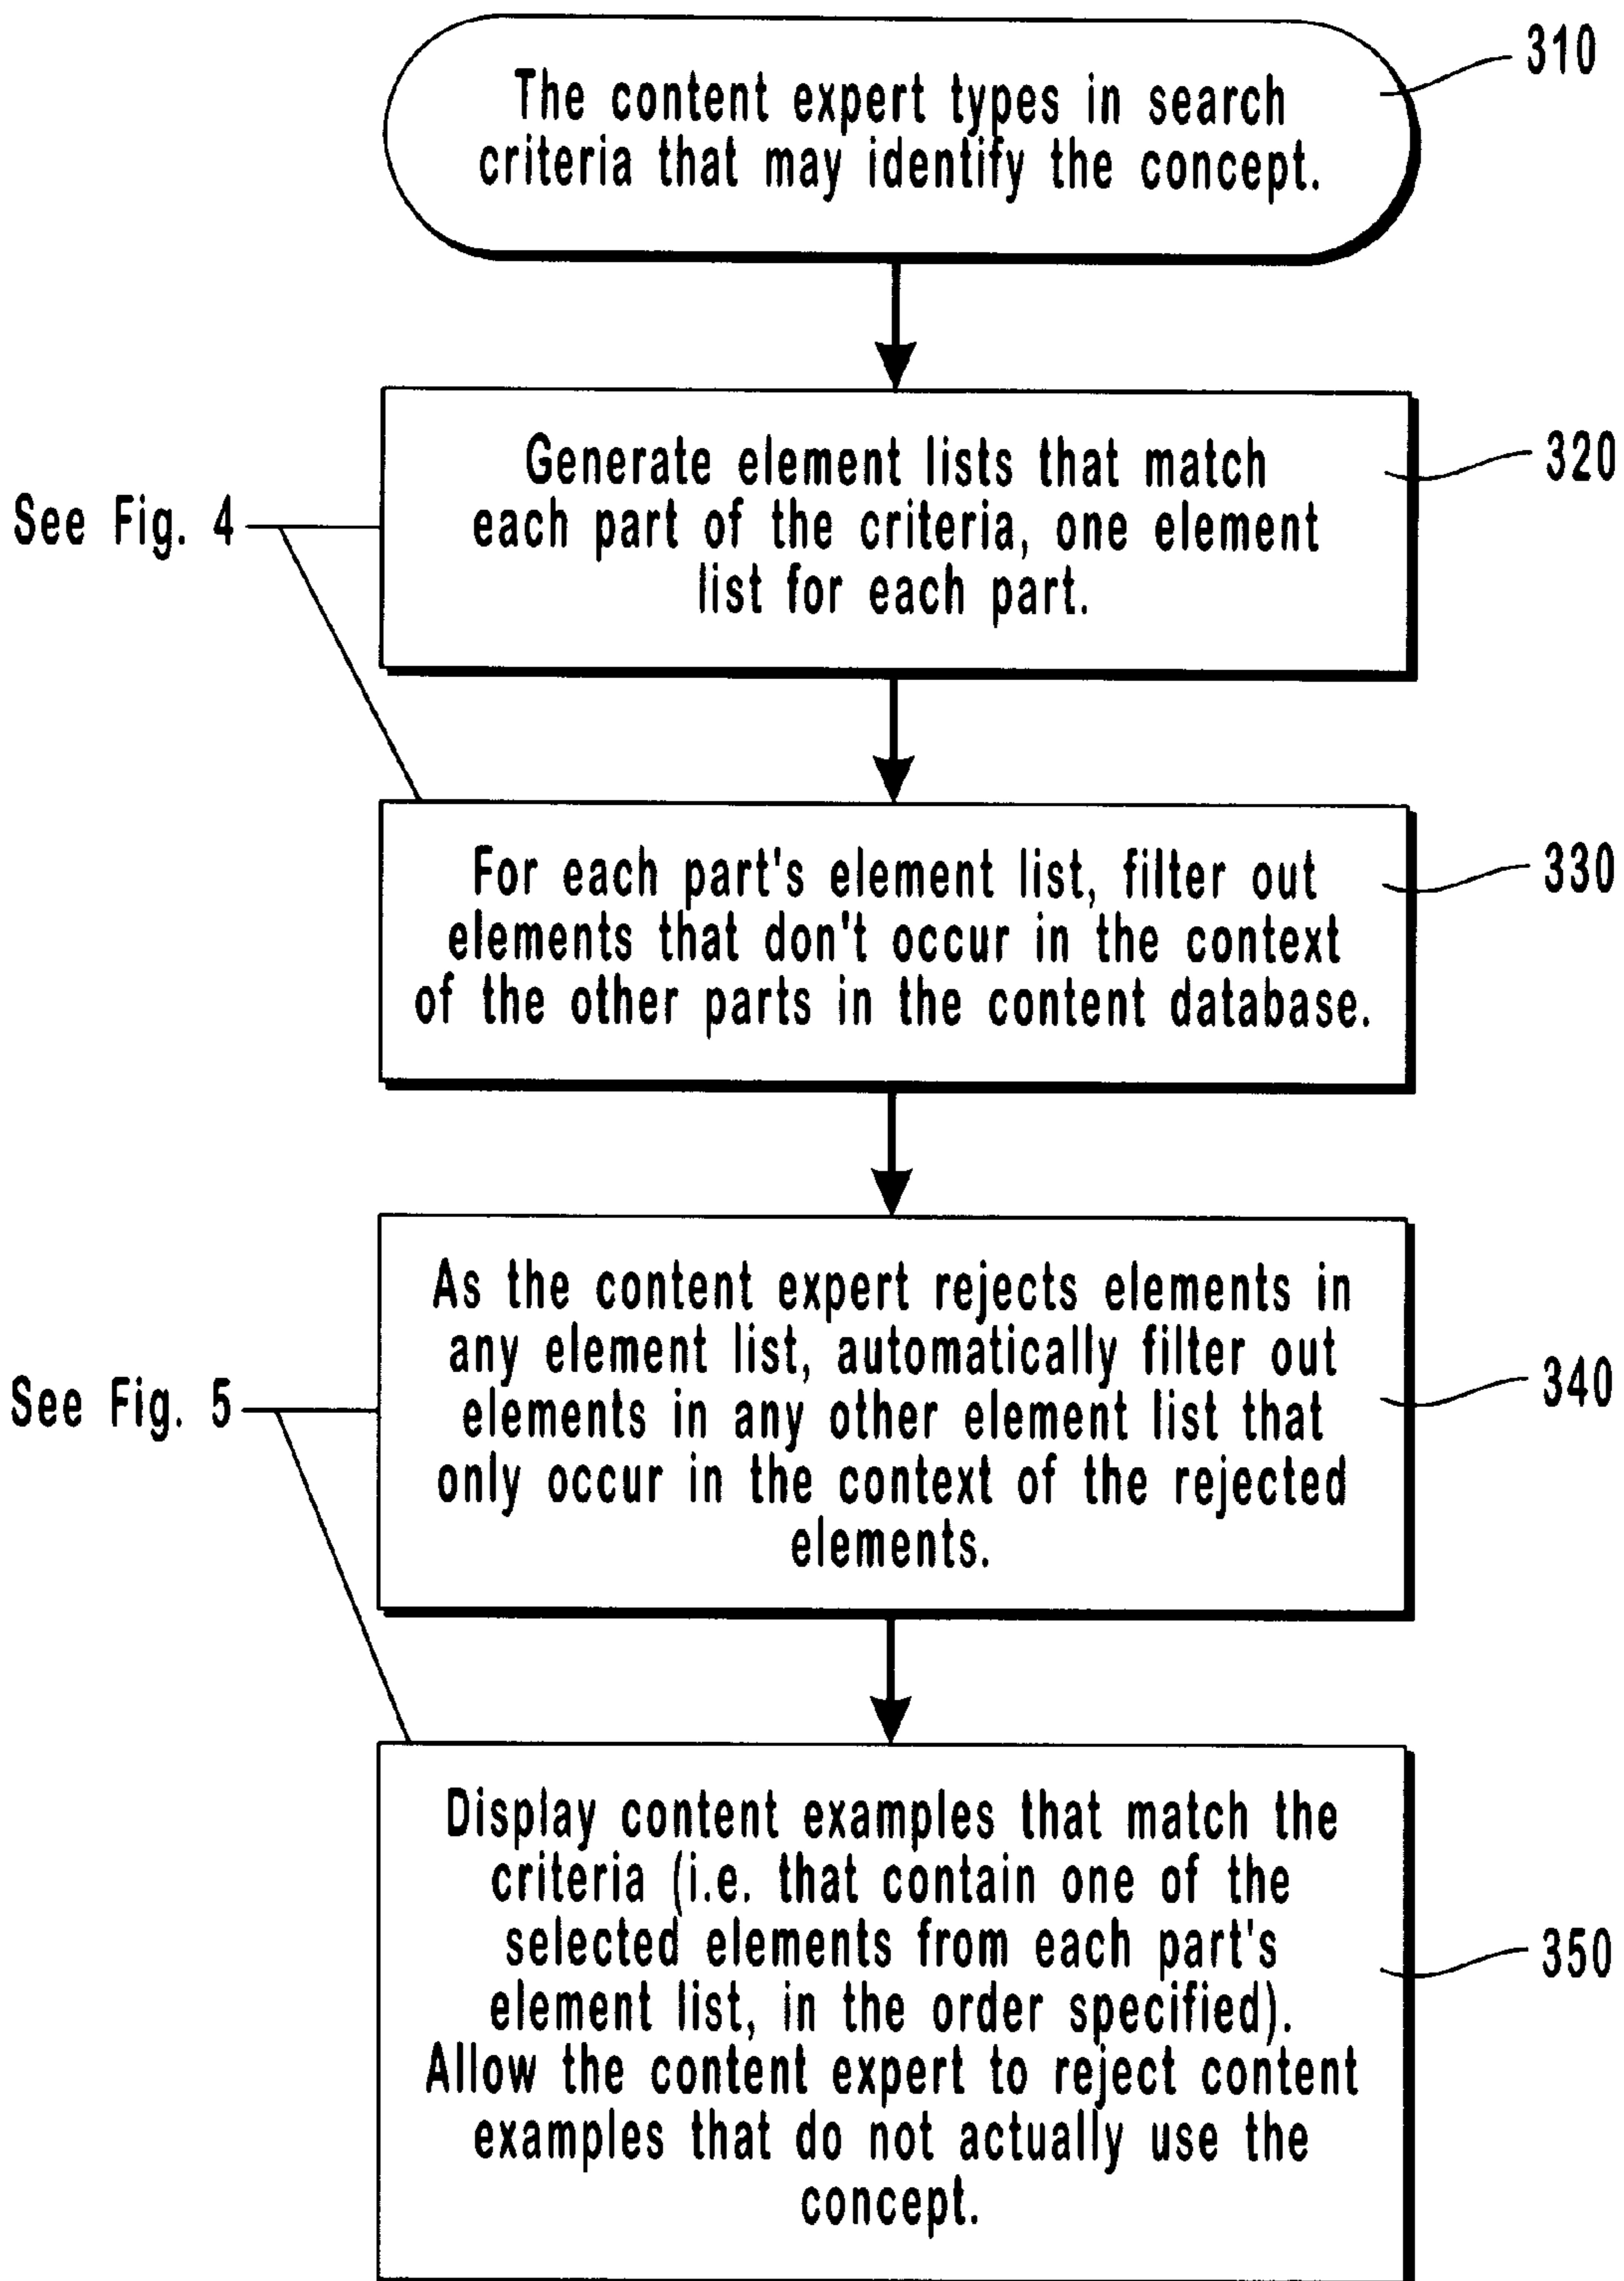 The content expert types in search
criteria that may identify the concept.
310
Generate element lists that match
each part of the criteria, one element
list for each part.
320
See Fig. 4
For each part's element list, filter out
elements that don't occur in the context
of the other parts in the content database.
330
As the content expert rejects elements in
any element list, automatically filter out
elements in any other element list that
only occur in the context of the rejected
elements.
340
See Fig. 5
Display content examples that match the
criteria (i.e. that contain one of the
selected elements from each part's
element list, in the order specified).
Allow the content expert to reject content
examples that do not actually use the
concept.
350